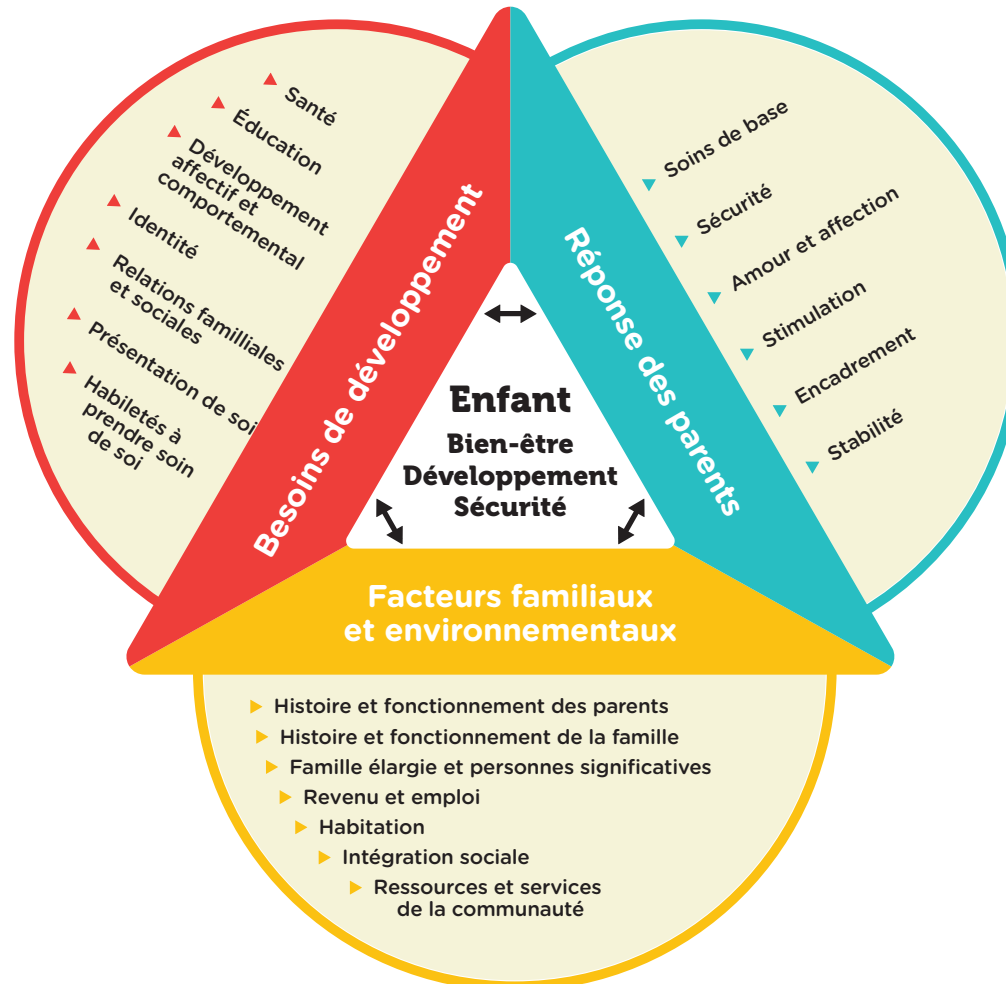 Santé
Éducation
Développement
affectif et
comportemental
Identité
Relations familiales
et sociales
Présentation de soi
Habiletés à
prendre soin
de soi
Besoins de développement
Soins de base
Sécurité
Amour et affection
Stimulation
Encadrement
Stabilité
Réponse des parents
Enfant
Bien-être
Développement
Sécurité
Facteurs familiaux
et environnementaux
Histoire et fonctionnement des parents
Histoire et fonctionnement de la famille
Famille élargie et personnes significatives
Revenu et emploi
Habitation
Intégration sociale
Ressources et services
de la communauté